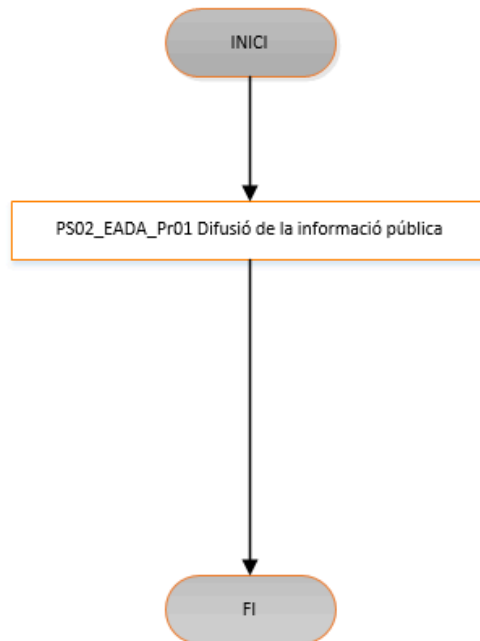 INICI
PS02_EADA_Pr01 Difusió de la informació pública
FI